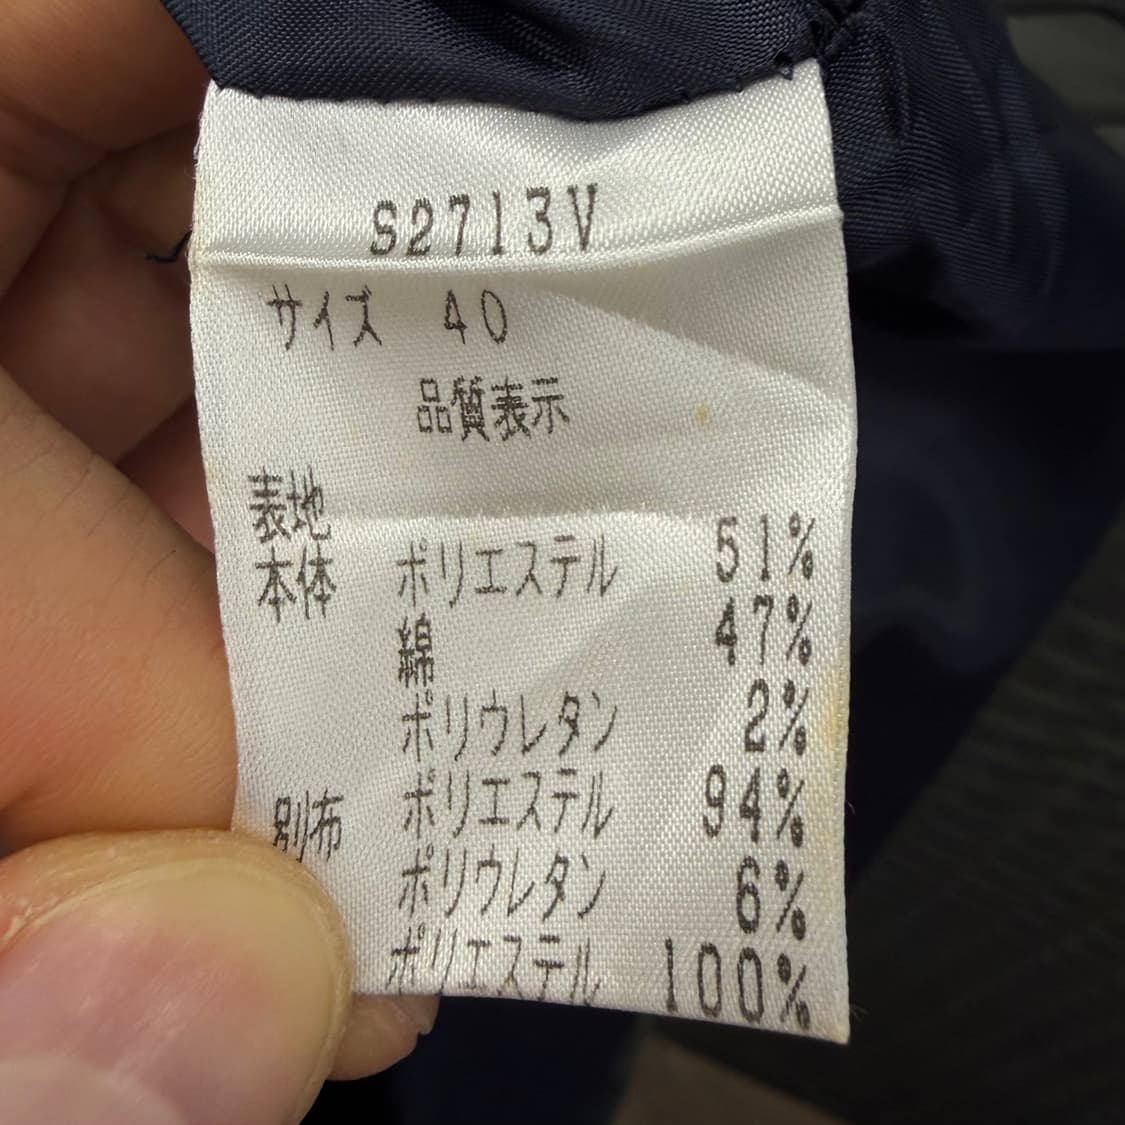 S2713V
サイズ 40
品質表示
表地
本体 ポリエステル 51%
綿 47%
ポリウレタン 2%
別布 ポリエステル 94%
ポリウレタン 6%
ポリエステル 100%